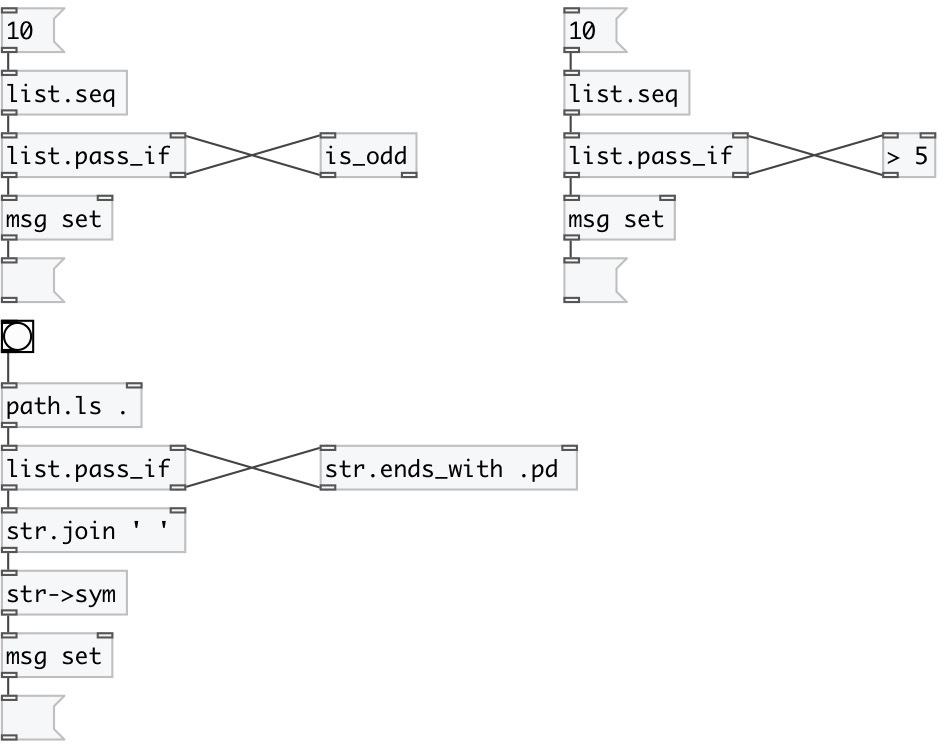 10
list.seq
list.pass_if
is_odd
msg set
10
list.seq
list.pass_if
> 5
msg set
path.ls .
list.pass_if
str.ends_with .pd
str.join ' '
str->sym
msg set